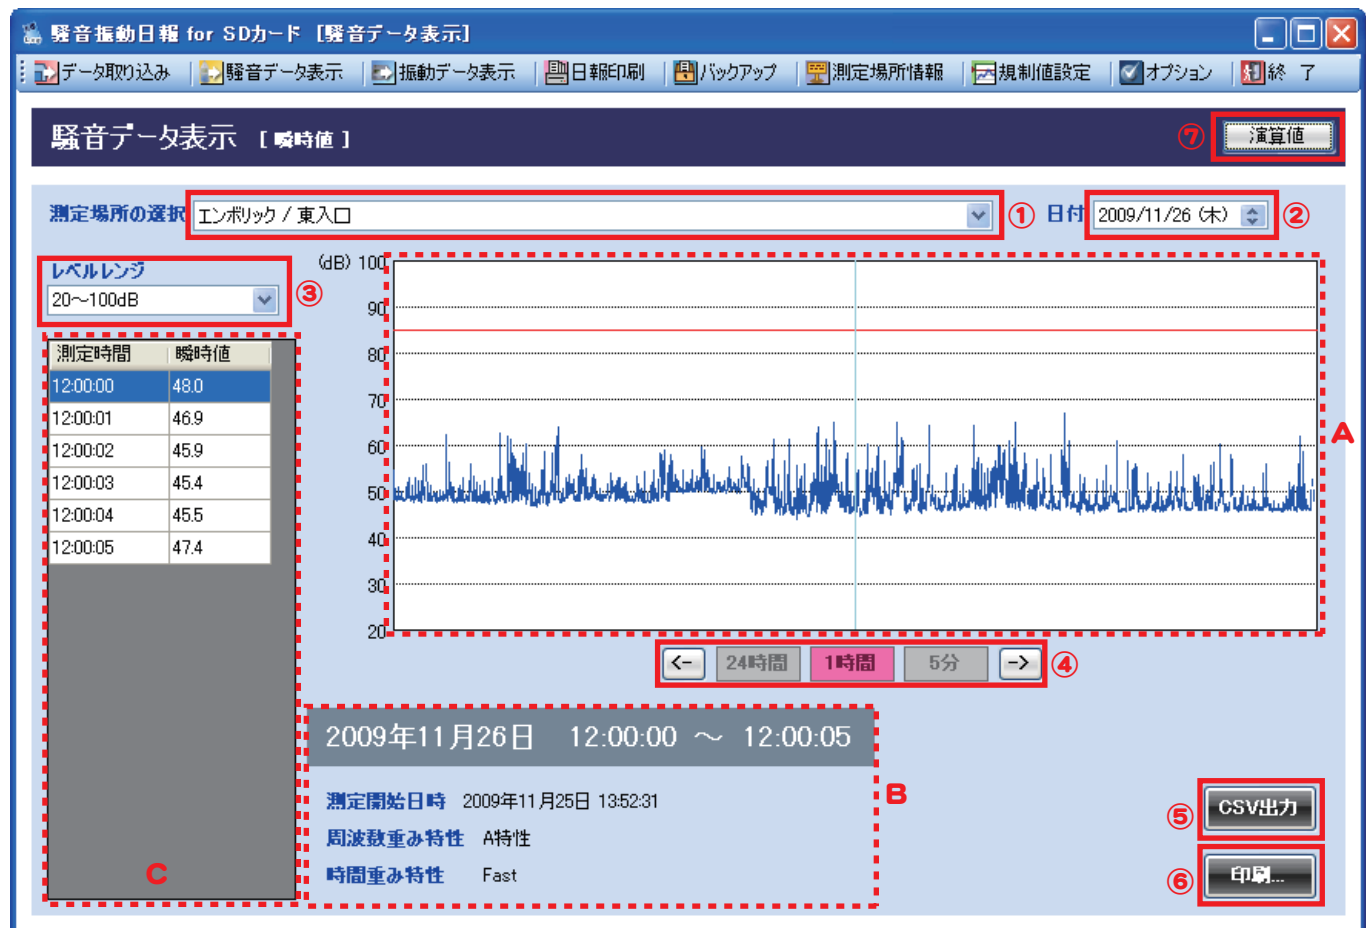 騒音振動日報 for SDカード [騒音データ表示]
データ取り込み 騒音データ表示 振動データ表示 日報印刷 バックアップ 測定場所情報 規制値設定 オプション 終 了
騒音データ表示 [ 瞬時値 ]
⑦ 演算値
測定場所の選択 エンボリック / 東入口 ① 日付 2009/11/26 (木) ②
レベルレンジ
20～100dB ③
測定時間 瞬時値
12:00:00 48.0
12:00:01 46.9
12:00:02 45.9
12:00:03 45.4
12:00:04 45.5
12:00:05 47.4
C
(dB) 100
90
80
70
60
50
40
30
20
A
<- 24時間 1時間 5分 -> ④
2009年11月26日 12:00:00 ～ 12:00:05
測定開始日時 2009年11月25日 13:52:31
周波数重み特性 A特性
時間重み特性 Fast
B
⑤ CSV出力
⑥ 印刷...